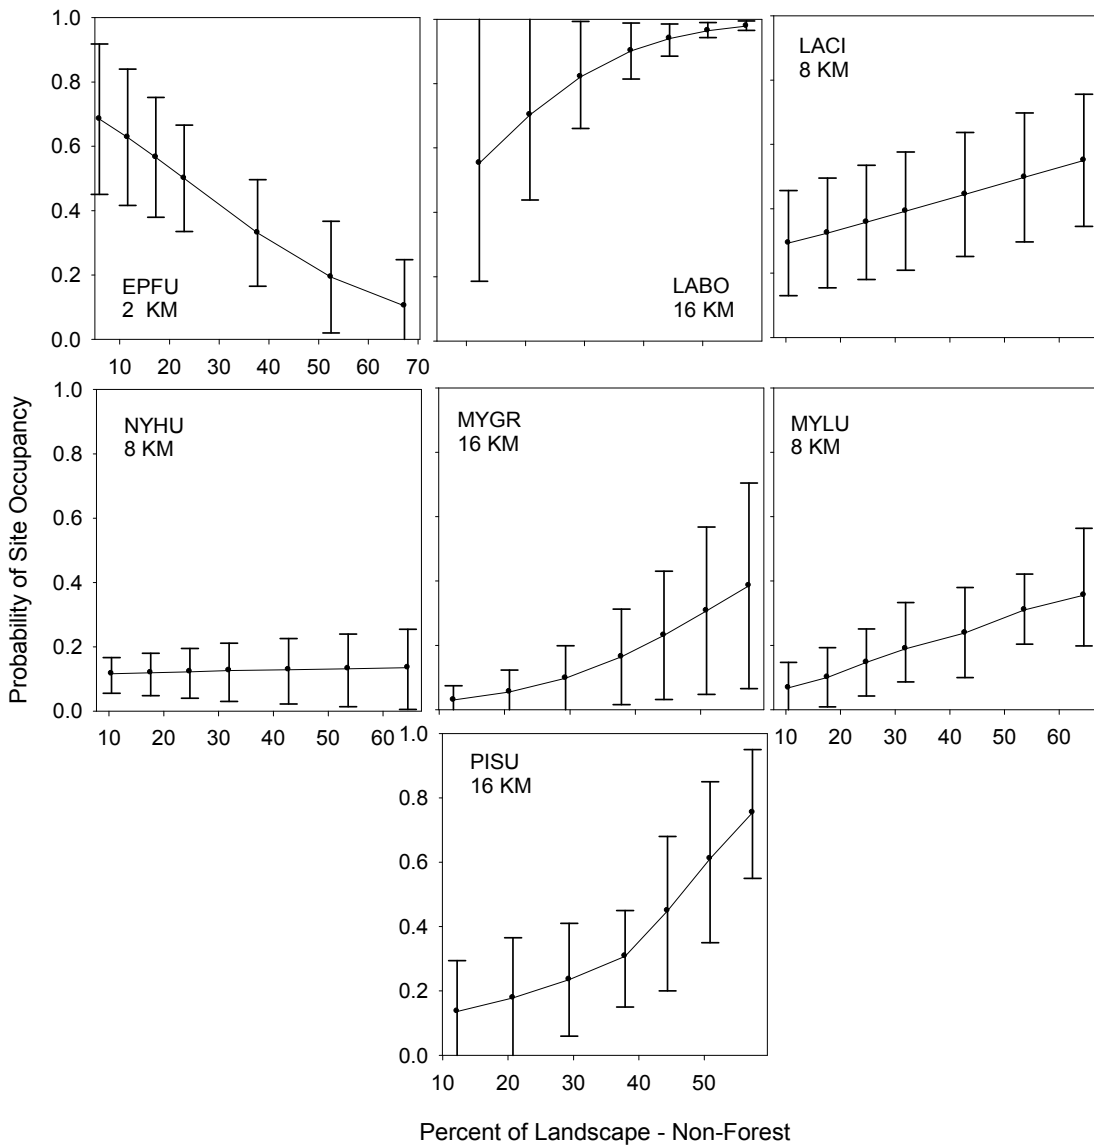 1.0
0.8
0.6
0.4
0.2
0.0
EPFU
2 KM
10 20 30 40 50 60 70
LABO
16 KM
LACI
8 KM
Probability of Site Occupancy
1.0
0.8
0.6
0.4
0.2
0.0
NYHU
8 KM
10 20 30 40 50 60
MYGR
16 KM
MYLU
8 KM
10 20 30 40 50 60
1.0
0.8
0.6
0.4
0.2
0.0
PISU
16 KM
10 20 30 40 50
Percent of Landscape - Non-Forest